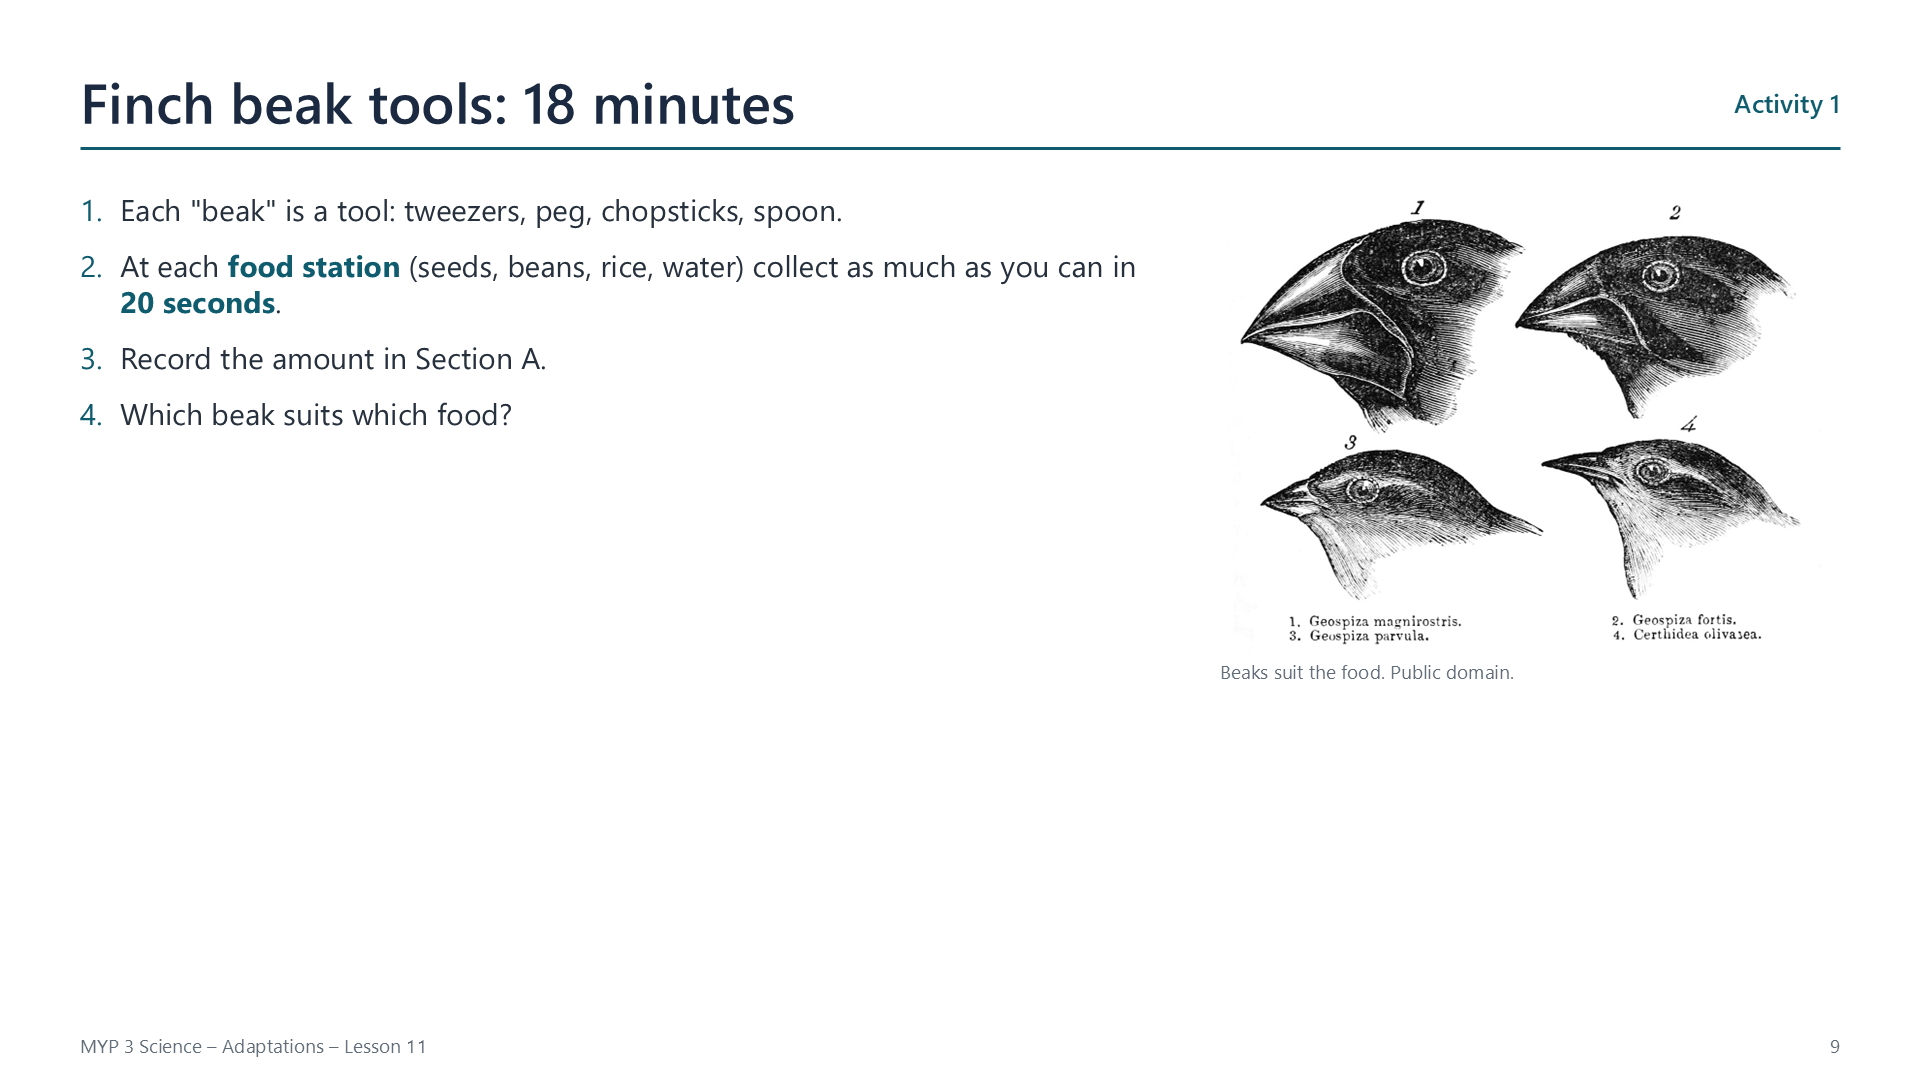 Finch beak tools: 18 minutes
Activity 1
1. Each "beak" is a tool: tweezers, peg, chopsticks, spoon.
2. At each food station (seeds, beans, rice, water) collect as much as you can in
20 seconds.
3. Record the amount in Section A.
4. Which beak suits which food?
1
2
3
4
1. Geospiza magnirostris.
2. Geospiza fortis.
3. Geospiza parvula.
4. Certhidea olivasea.
Beaks suit the food. Public domain.
MYP 3 Science – Adaptations – Lesson 11
9